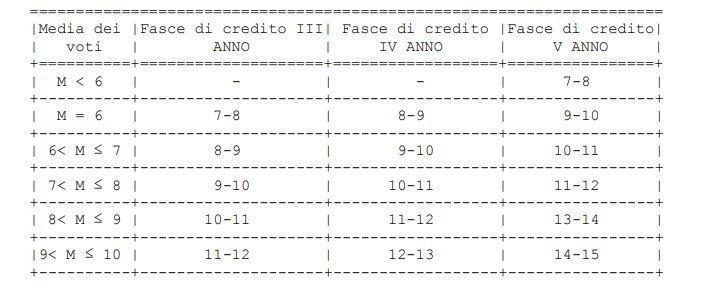 =================================================================
|Media dei |Fasce di credito III| Fasce di credito |Fasce di credito|
| voti | ANNO | IV ANNO | V ANNO |
+==========+===================+=================+===============+
| M < 6 | - | - | 7-8 |
+----------+-------------------+-----------------+---------------+
| M = 6 | 7-8 | 8-9 | 9-10 |
+----------+-------------------+-----------------+---------------+
| 6< M ≤ 7 | 8-9 | 9-10 | 10-11 |
+----------+-------------------+-----------------+---------------+
| 7< M ≤ 8 | 9-10 | 10-11 | 11-12 |
+----------+-------------------+-----------------+---------------+
| 8< M ≤ 9 | 10-11 | 11-12 | 13-14 |
+----------+-------------------+-----------------+---------------+
|9< M ≤ 10 | 11-12 | 12-13 | 14-15 |
+----------+-------------------+-----------------+---------------+